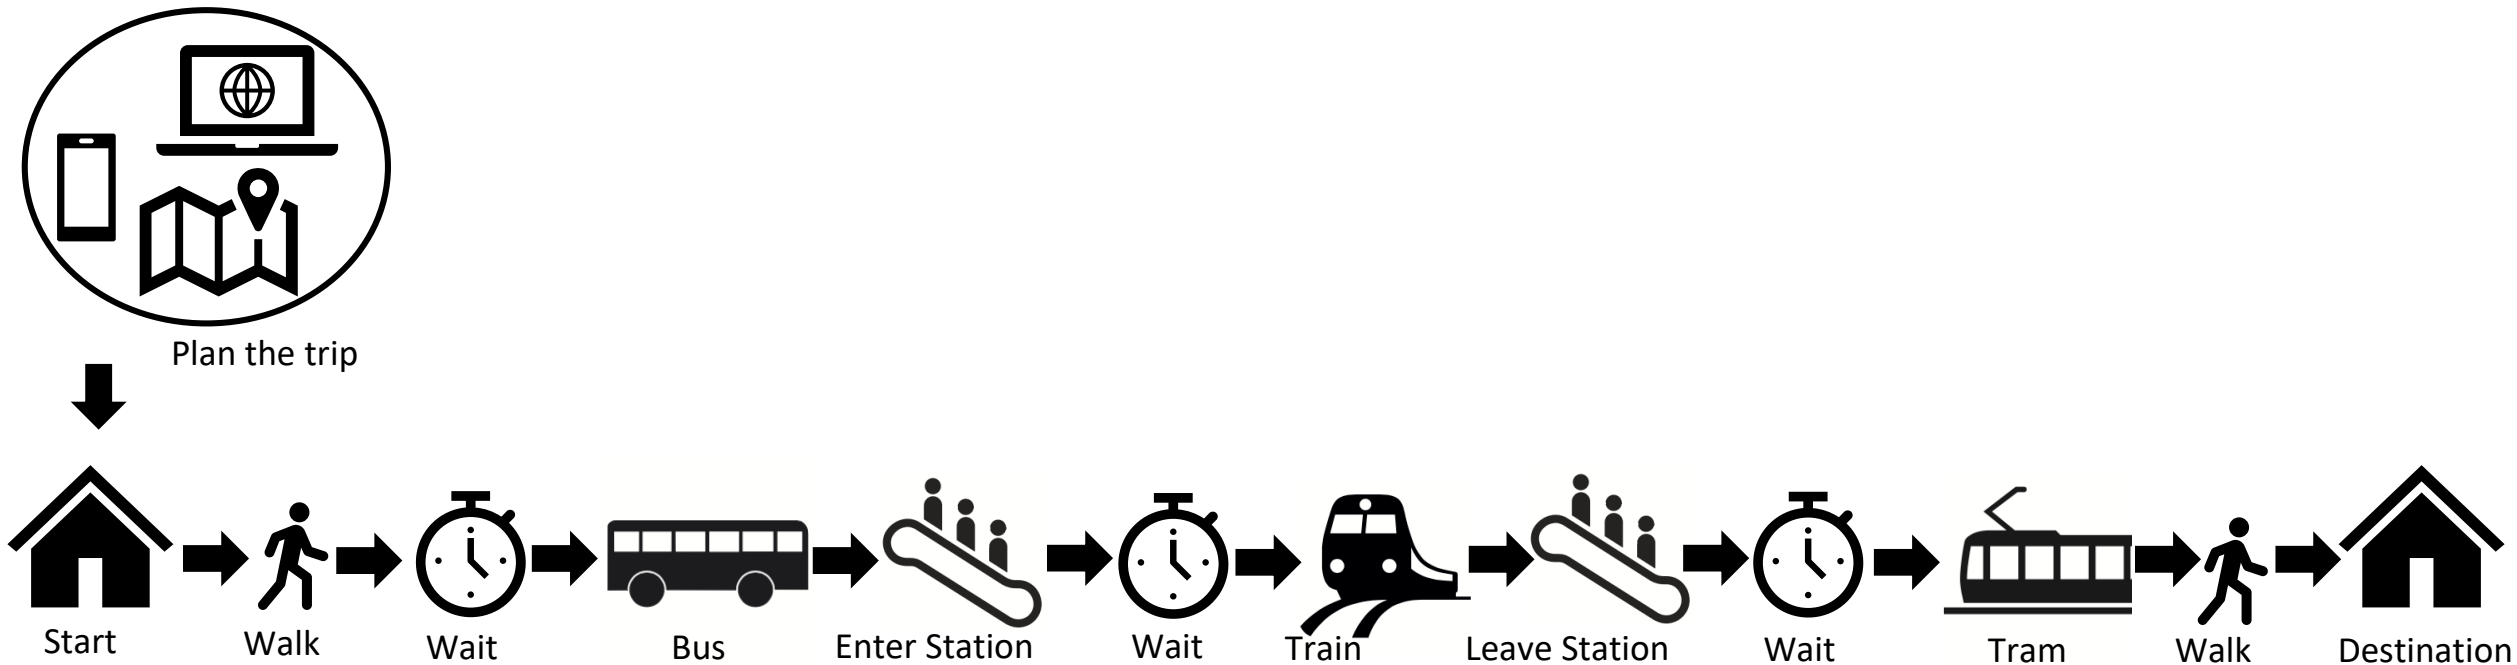 Plan the trip
Start
Walk
Wait
Bus
Enter Station
Wait
Train
Leave Station
Wait
Tram
Walk
Destination